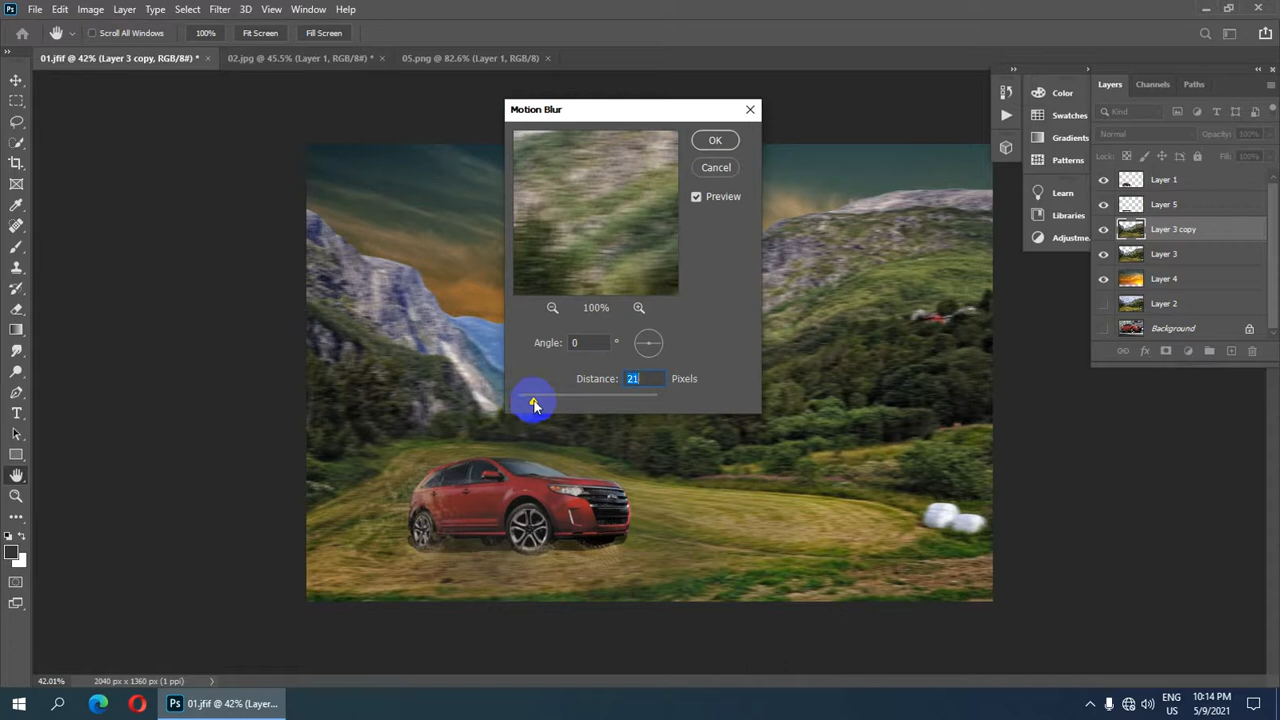 Ps File Edit Image Layer Type Select Filter 3D View Window Help
Scroll All Windows 100% Fit Screen Fill Screen
01.jfif @ 42% (Layer 3 copy, RGB/8#) * × 02.jpg @ 45.5% (Layer 1, RGB/8#) * × 05.png @ 82.6% (Layer 1, RGB/8) ×
Motion Blur
OK
Cancel
Preview
100%
Angle: 0 °
Distance: 21 Pixels
Color
Swatches
Gradients
Patterns
Learn
Libraries
Adjustme...
Layers Channels Paths
Kind
Normal Opacity: 100%
Lock: Fill: 100%
Layer 1
Layer 5
Layer 3 copy
Layer 3
Layer 4
Layer 2
Background
fx
42.01% 2040 px x 1360 px (1 ppi)
Ps 01.jfif @ 42% (Layer...
ENG
US
10:14 PM
5/9/2021